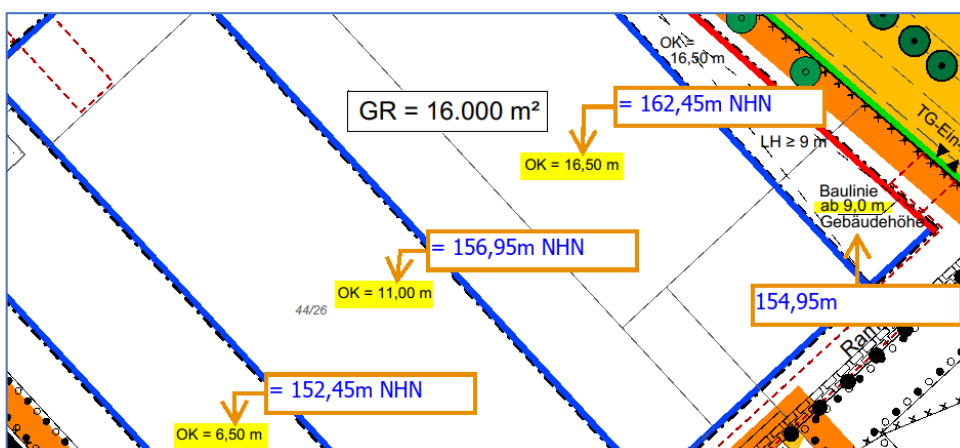 OK =
16,50 m
= 162,45m NHN
GR = 16.000 m²
TG-Ein-
LH ≥ 9 m
OK = 16,50 m
Baulinie
ab 9,0 m
Gebäudehöhe
= 156,95m NHN
OK = 11,00 m
154,95m
44/26
Ram
= 152,45m NHN
OK = 6,50 m